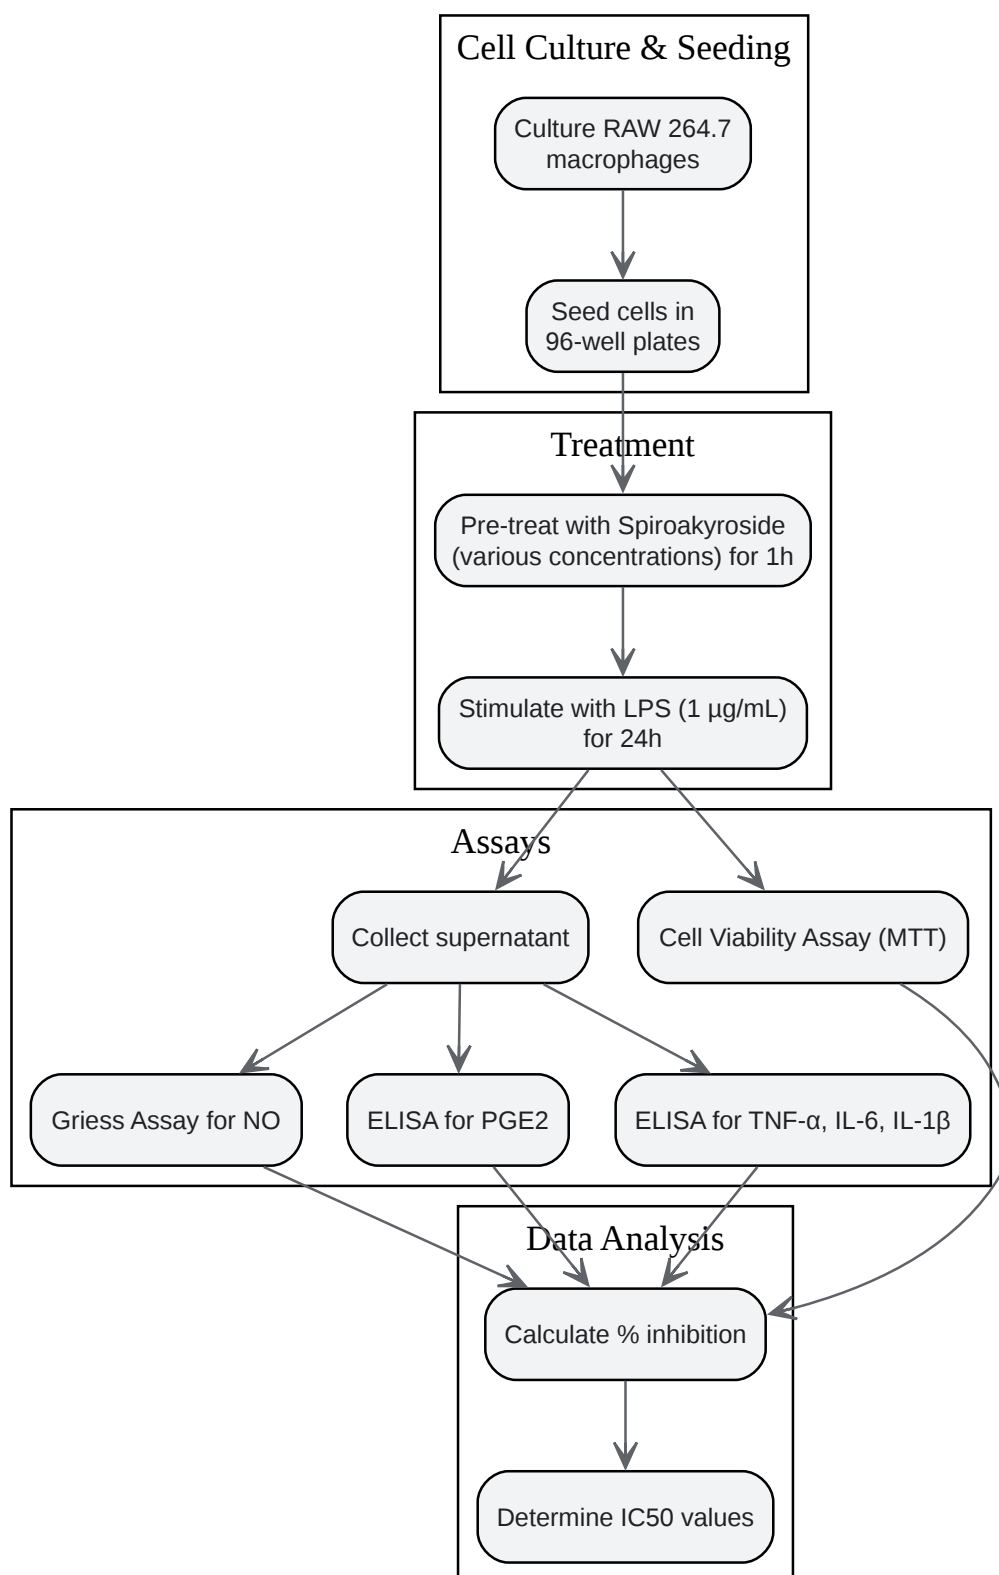 Cell Culture & Seeding
Culture RAW 264.7
macrophages
Seed cells in
96-well plates
Treatment
Pre-treat with Spiroakyroside
(various concentrations) for 1h
Stimulate with LPS (1 µg/mL)
for 24h
Assays
Collect supernatant
Cell Viability Assay (MTT)
Griess Assay for NO
ELISA for PGE2
ELISA for TNF-α, IL-6, IL-1β
Data Analysis
Calculate % inhibition
Determine IC50 values